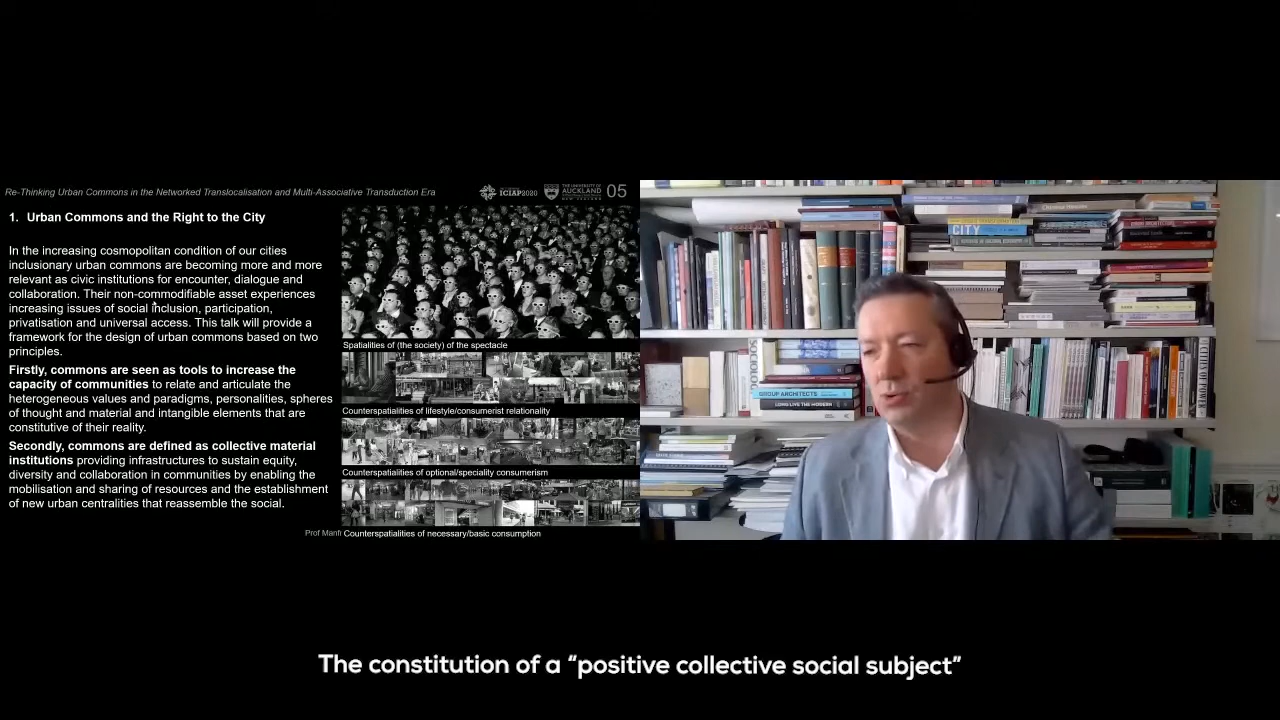 Re-Thinking Urban Commons in the Networked Translocalisation and Multi-Associative Transduction Era
ICIAP2020
THE UNIVERSITY OF
AUCKLAND
NEW ZEALAND
05
1. Urban Commons and the Right to the City
In the increasing cosmopolitan condition of our cities
inclusionary urban commons are becoming more and more
relevant as civic institutions for encounter, dialogue and
collaboration. Their non-commodifiable asset experiences
increasing issues of social inclusion, participation,
privatisation and universal access. This talk will provide a
framework for the design of urban commons based on two
principles.
Firstly, commons are seen as tools to increase the
capacity of communities to relate and articulate the
heterogeneous values and paradigms, personalities, spheres
of thought and material and intangible elements that are
constitutive of their reality.
Secondly, commons are defined as collective material
institutions providing infrastructures to sustain equity,
diversity and collaboration in communities by enabling the
mobilisation and sharing of resources and the establishment
of new urban centralities that reassemble the social.
Spatialities of (the society) of the spectacle
Counterspatialities of lifestyle/consumerist relationality
Counterspatialities of optional/speciality consumerism
Prof Manf
Counterspatialities of necessary/basic consumption
CITY
SOCIOLOGY
GROUP ARCHITECTS
LONG LIVE THE MODERN
The constitution of a “positive collective social subject”